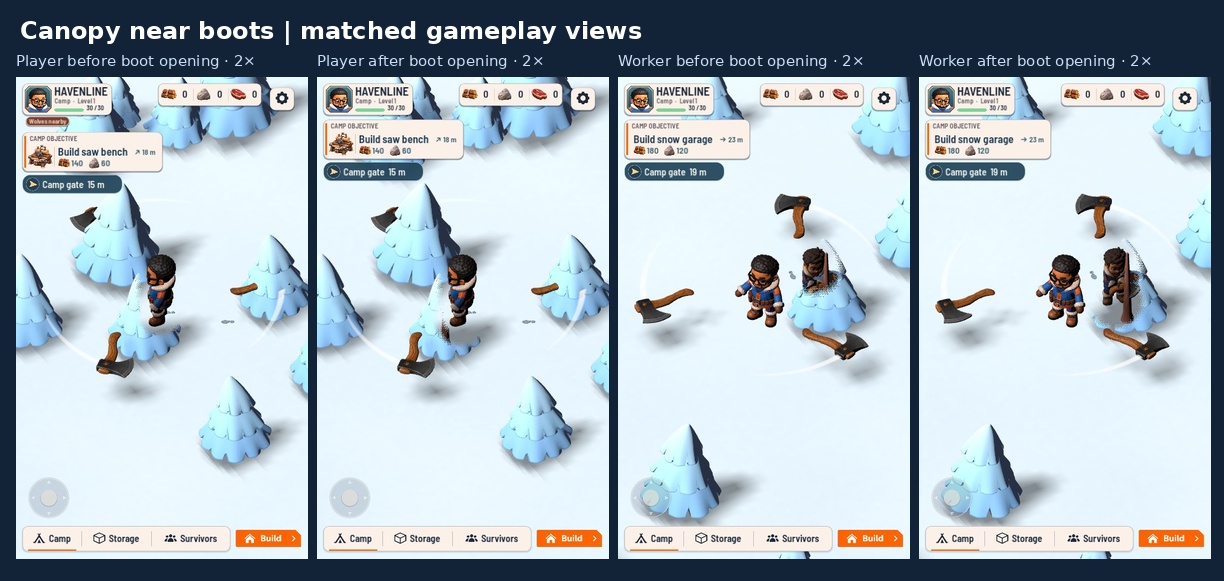 Canopy near boots | matched gameplay views
Player before boot opening · 2×
HAVENLINE
Camp · Level 1
30/30
0 0 0
Wolves nearby
CAMP OBJECTIVE
Build saw bench ↗ 18 m
140 60
Camp gate 15 m
Camp Storage Survivors Build
Player after boot opening · 2×
HAVENLINE
Camp · Level 1
30/30
0 0 0
CAMP OBJECTIVE
Build saw bench ↗ 18 m
140 60
Camp gate 15 m
Camp Storage Survivors Build
Worker before boot opening · 2×
HAVENLINE
Camp · Level 1
30/30
0 0 0
CAMP OBJECTIVE
Build snow garage → 23 m
180 120
Camp gate 19 m
Camp Storage Survivors Build
Worker after boot opening · 2×
HAVENLINE
Camp · Level 1
30/30
0 0 0
CAMP OBJECTIVE
Build snow garage → 23 m
180 120
Camp gate 19 m
Camp Storage Survivors Build